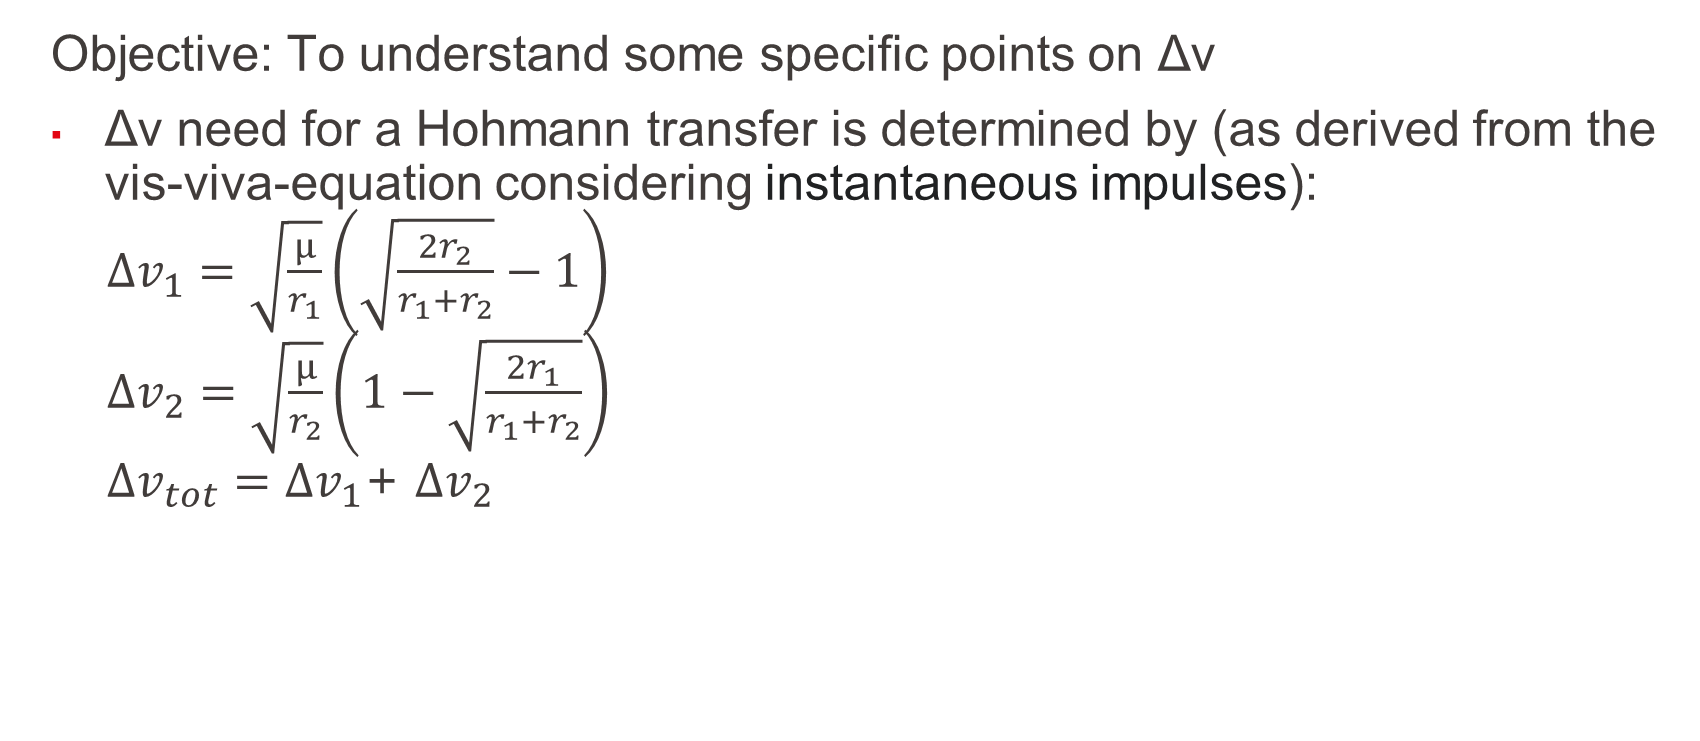 Objective: To understand some specific points on Δv
▪ Δv need for a Hohmann transfer is determined by (as derived from the
vis-viva-equation considering instantaneous impulses):
Δv₁ = √(μ/r₁) (√(2r₂/(r₁+r₂)) − 1)
Δv₂ = √(μ/r₂) (1 − √(2r₁/(r₁+r₂)))
Δv_tot = Δv₁ + Δv₂